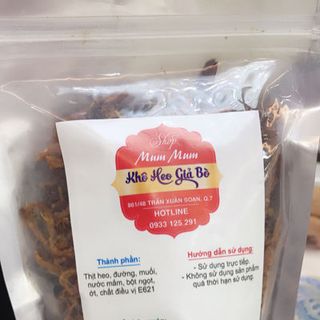 Shop
Mum Mum
Khô Heo Giả Bò
861/48 TRẦN XUÂN SOẠN, Q.7
HOTLINE
0933 125 291
Thành phần:
Thịt heo, đường, muối,
nước mắm, bột ngọt,
ớt, chất điều vị E621
Hướng dẫn sử dụng:
- Sử dụng trực tiếp.
- Không sử dụng sản phẩm
quá thời hạn sử dụng.